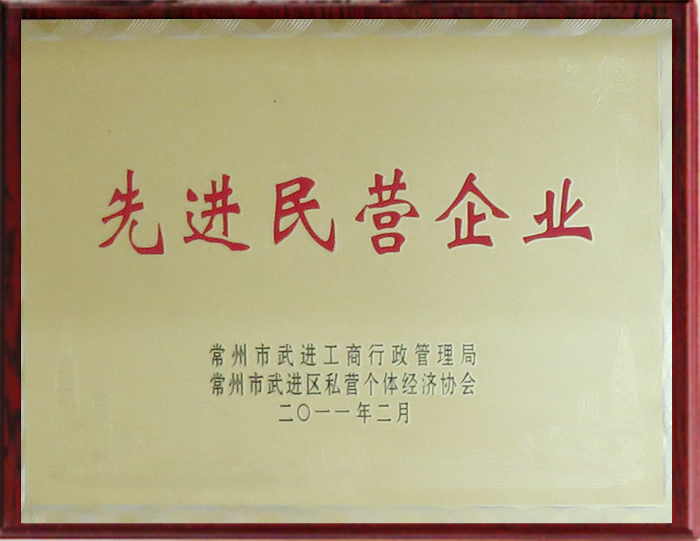 先进民营企业
常州市武进工商行政管理局
常州市武进区私营个体经济协会
二〇一一年二月